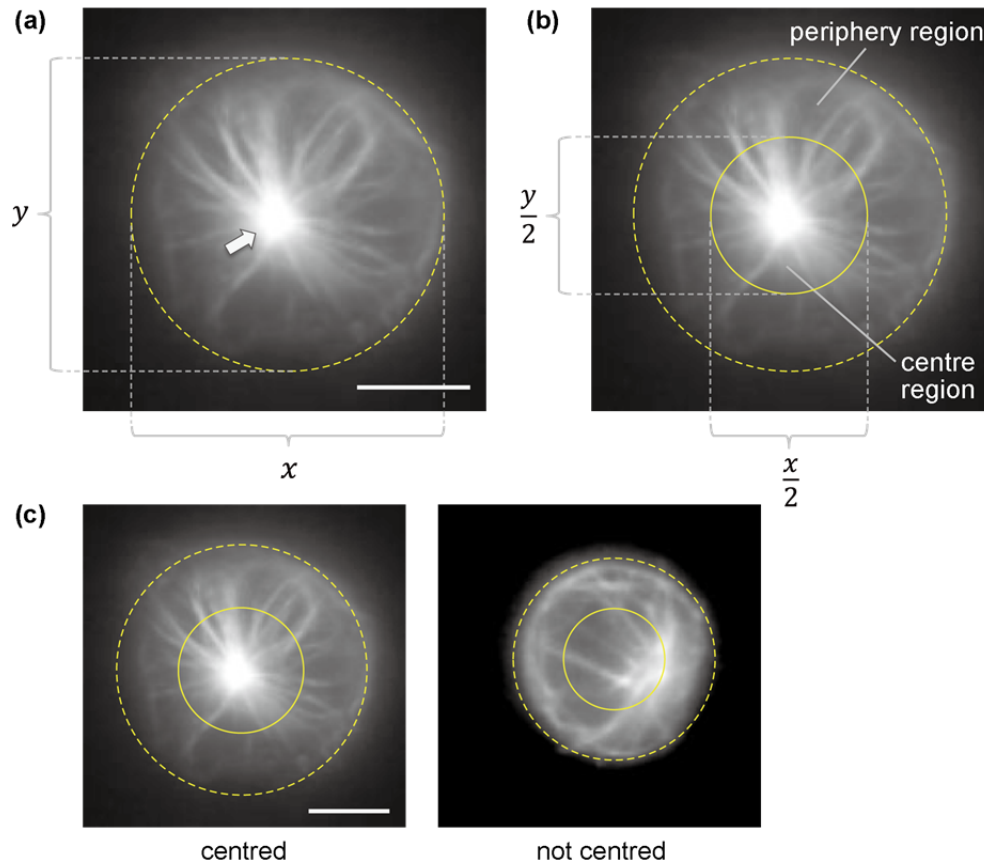 (a)
y
x
(b)
periphery region
y/2
centre
region
x/2
(c)
centred
not centred